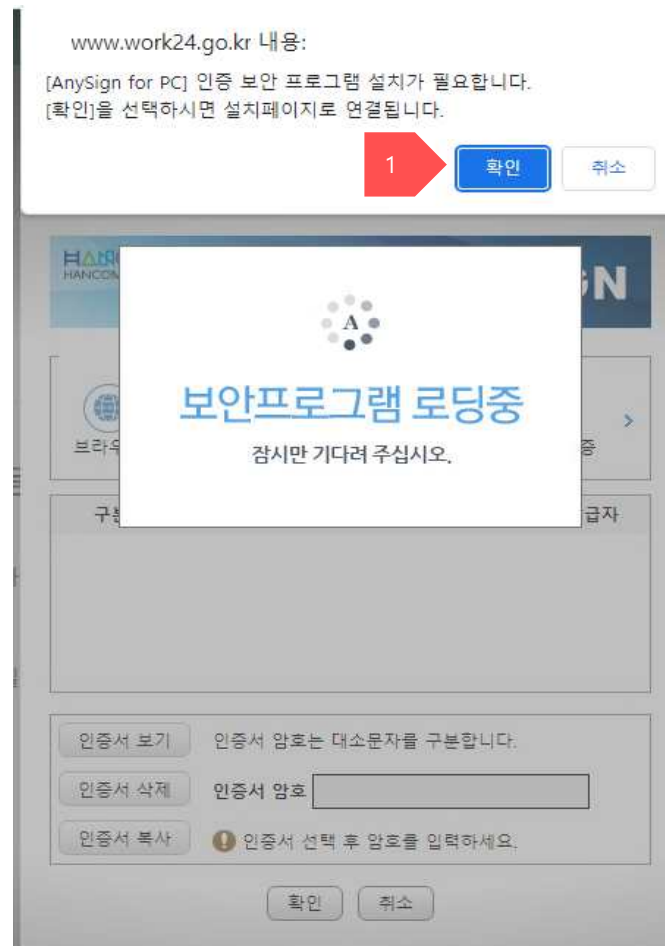 www.work24.go.kr 내용:
[AnySign for PC] 인증 보안 프로그램 설치가 필요합니다.
[확인]을 선택하시면 설치페이지로 연결됩니다.
1
확인
취소
HANCOM
A
보안프로그램 로딩중
잠시만 기다려 주십시오.
브라우
증
구분
급자
인증서 보기
인증서 암호는 대소문자를 구분합니다.
인증서 삭제
인증서 암호
인증서 복사
인증서 선택 후 암호를 입력하세요.
확인
취소